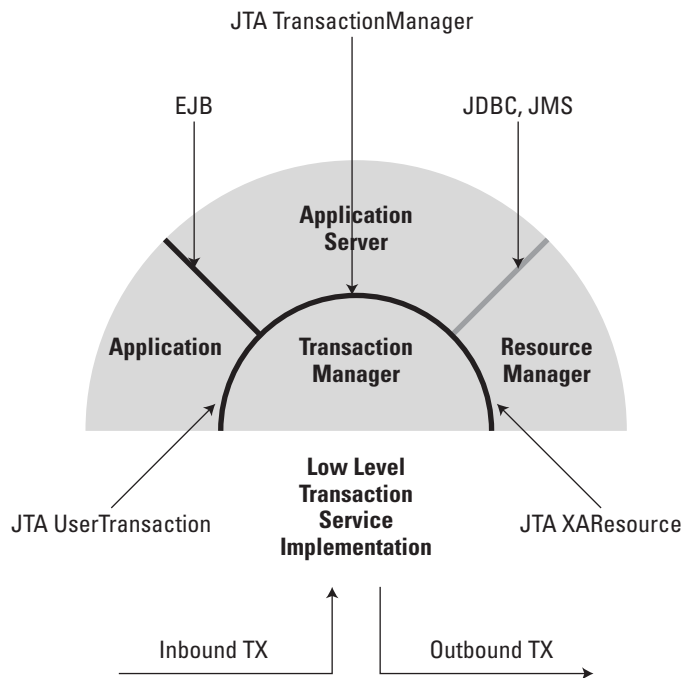 JTA TransactionManager
EJB
JDBC, JMS
Application
Server
Application
Transaction
Manager
Resource
Manager
Low Level
Transaction
Service
Implementation
JTA UserTransaction
JTA XAResource
Inbound TX
Outbound TX